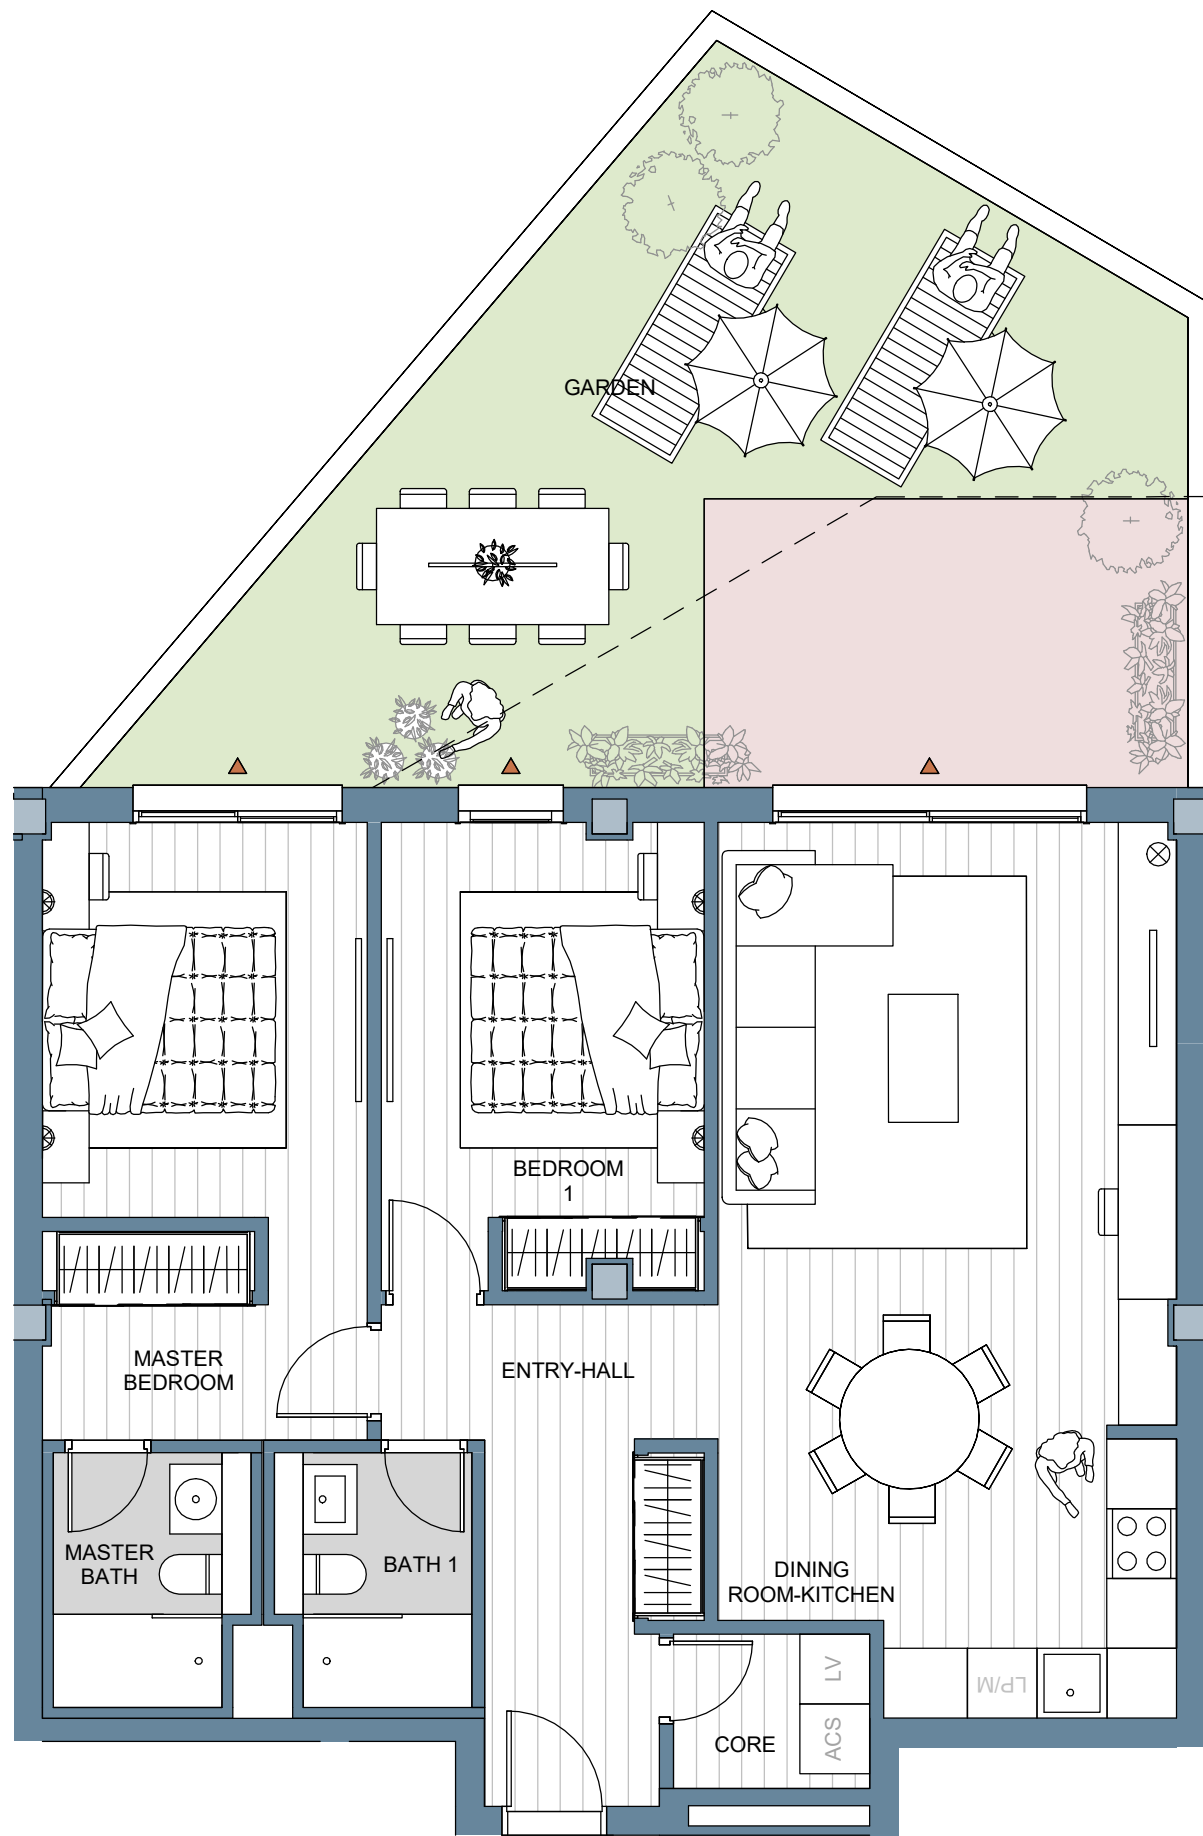 GARDEN
BEDROOM
1
MASTER
BEDROOM
ENTRY-HALL
MASTER
BATH
BATH 1
DINING
ROOM-KITCHEN
LV
LP/M
ACS
CORE